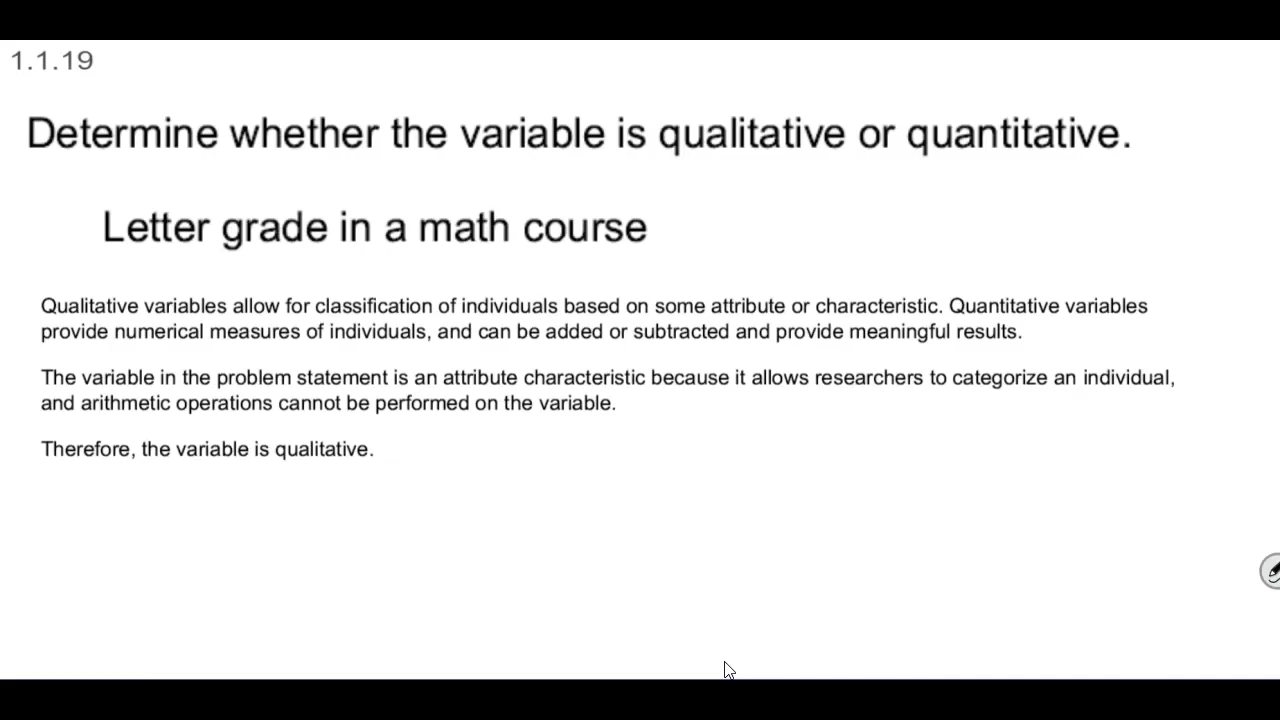 1.1.19
Determine whether the variable is qualitative or quantitative.
Letter grade in a math course
Qualitative variables allow for classification of individuals based on some attribute or characteristic. Quantitative variables
provide numerical measures of individuals, and can be added or subtracted and provide meaningful results.
The variable in the problem statement is an attribute characteristic because it allows researchers to categorize an individual,
and arithmetic operations cannot be performed on the variable.
Therefore, the variable is qualitative.